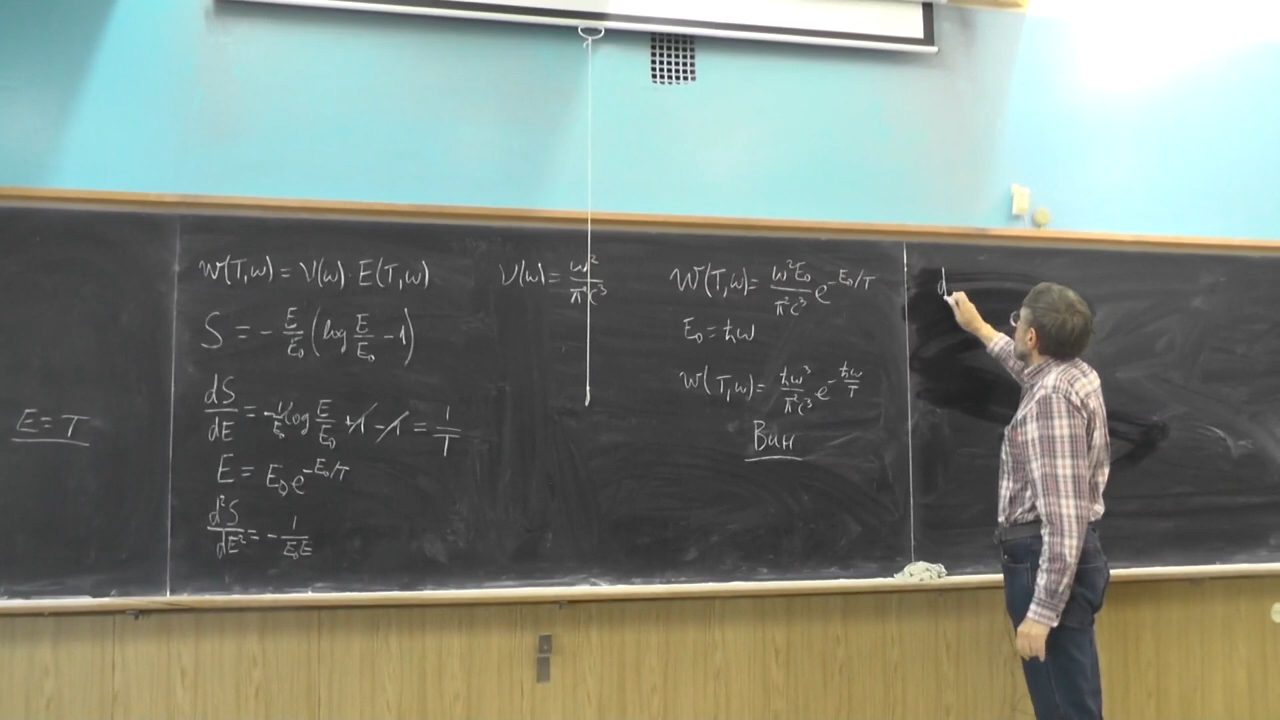 E = T
W(T,ω) = ν(ω) · E(T,ω)
S = - E/E₀ (log E/E₀ - 1)
dS/dE = - 1/E₀ log E/E₀ + 1 - 1 = 1/T
E = E₀ e^{-E₀/T}
d²S/dE² = - 1/E₀E
ν(ω) = ω²/π²c³
W(T,ω) = ω²E₀/π²c³ e^{-E₀/T}
E₀ = ħω
W(T,ω) = ħω³/π²c³ e^{-ħω/T}
Вин
d